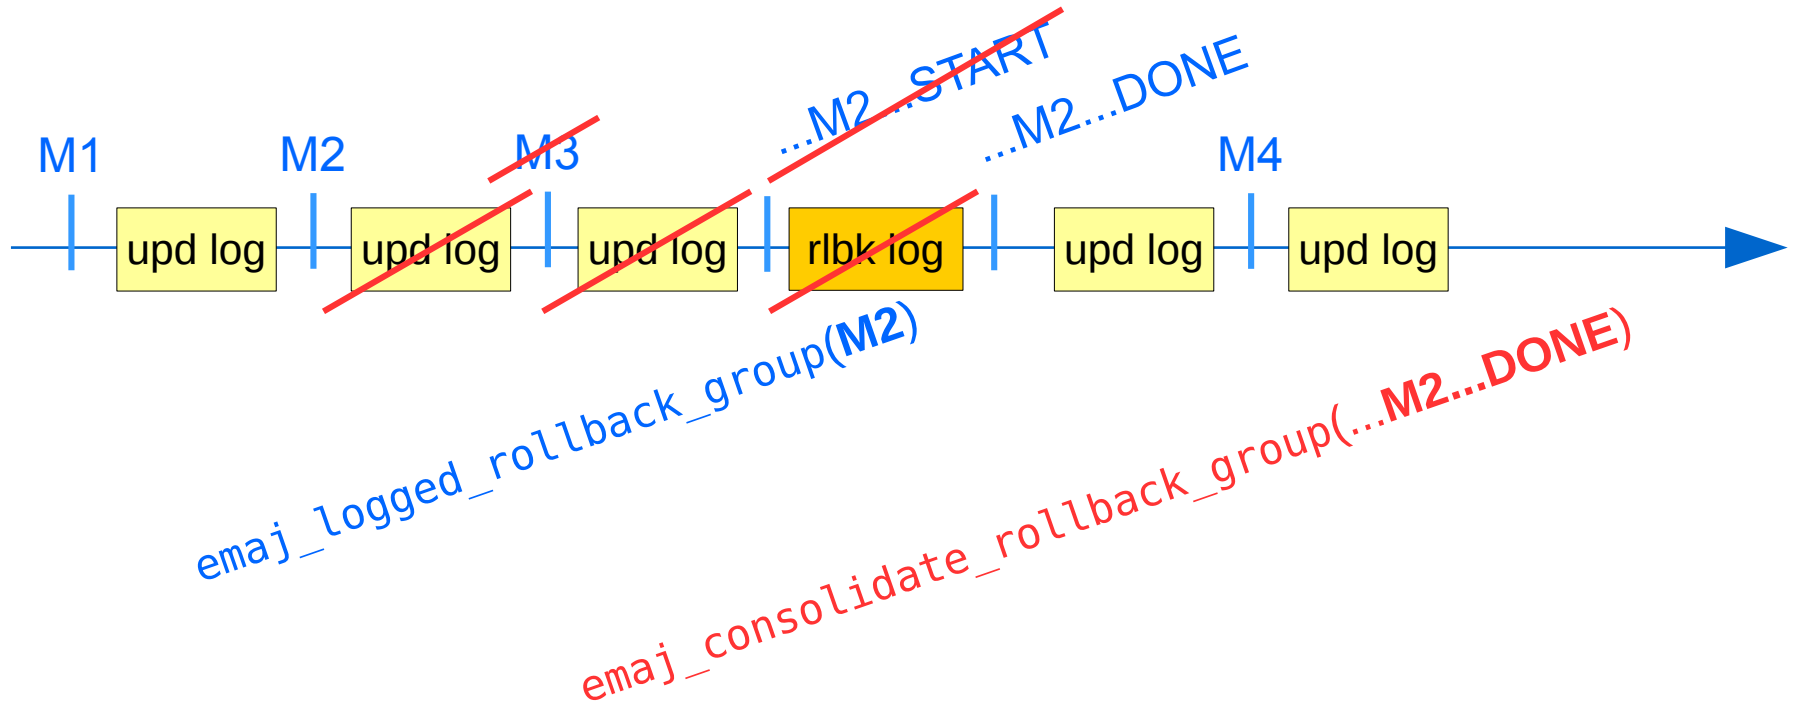 ...M2...START
...M2...DONE
M1
M2
M3
M4
upd log
upd log
upd log
rlbk log
upd log
upd log
emaj_logged_rollback_group(M2)
emaj_consolidate_rollback_group(...M2...DONE)